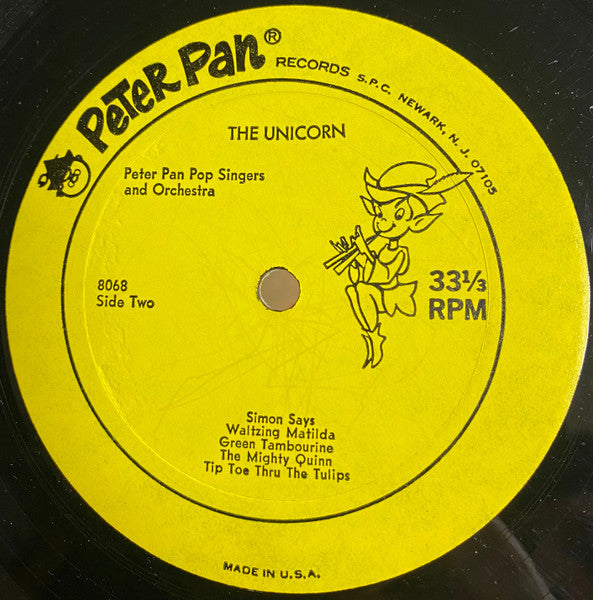 PETER PAN® RECORDS S.P.C. NEWARK, N. J. 07105
THE UNICORN
Peter Pan Pop Singers
and Orchestra
8068
Side Two
33⅓
RPM
Simon Says
Waltzing Matilda
Green Tambourine
The Mighty Quinn
Tip Toe Thru The Tulips
MADE IN U.S.A.